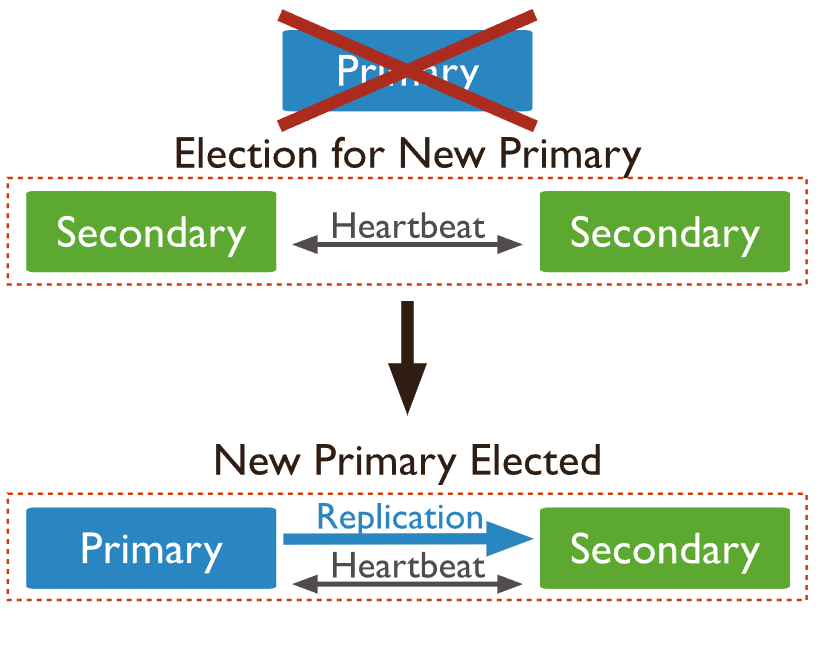 Primary
Election for New Primary
Secondary
Heartbeat
Secondary
New Primary Elected
Primary
Replication
Heartbeat
Secondary